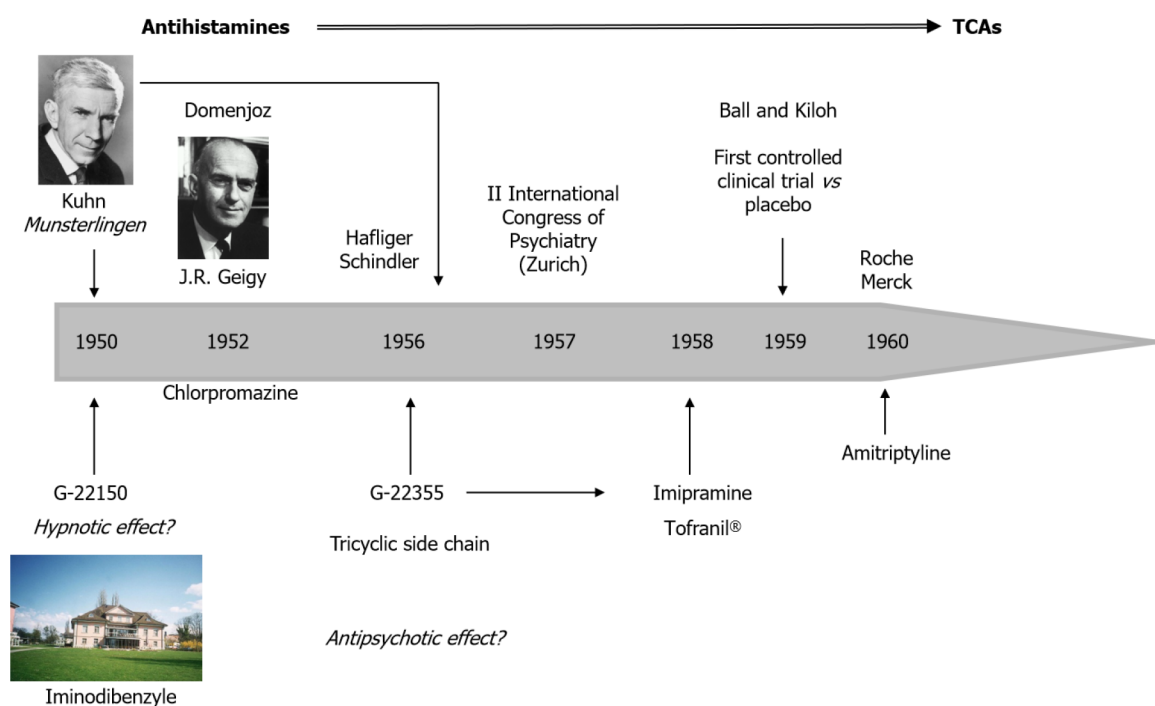 Antihistamines
TCAs
Domenjoz
Ball and Kiloh
Kuhn
Munsterlingen
First controlled
clinical trial vs
placebo
II International
Congress of
Psychiatry
(Zurich)
Hafliger
Schindler
J.R. Geigy
Roche
Merck
1950
1952
1956
1957
1958
1959
1960
Chlorpromazine
Amitriptyline
G-22150
Hypnotic effect?
G-22355
Tricyclic side chain
Imipramine
Tofranil®
Antipsychotic effect?
Iminodibenzyle